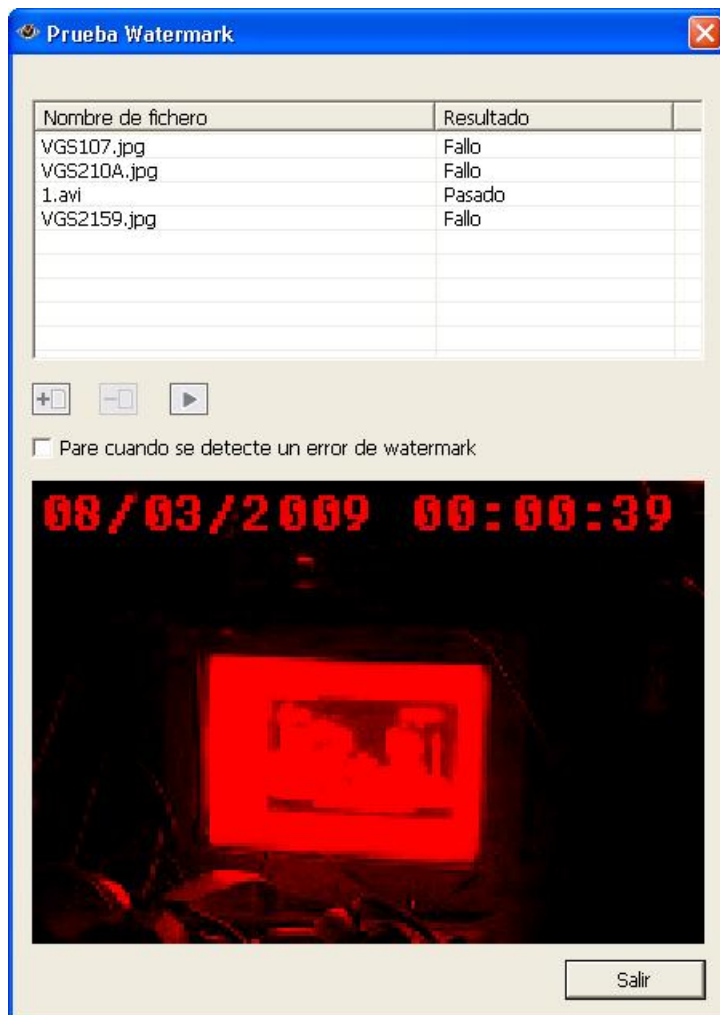 Prueba Watermark
Nombre de fichero Resultado
VGS107.jpg Fallo
VGS210A.jpg Fallo
1.avi Pasado
VGS2159.jpg Fallo
Pare cuando se detecte un error de watermark
08/03/2009 00:00:39
Salir